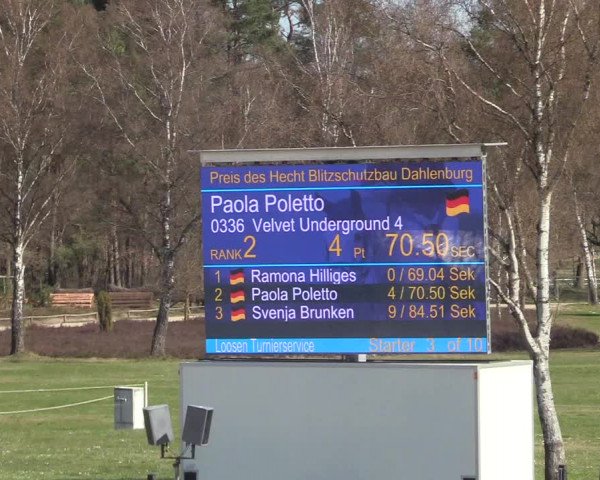 Preis des Hecht Blitzschutzbau Dahlenburg
Paola Poletto
0336 Velvet Underground 4
RANK 2 4 Pt 70.50 SEC
1 Ramona Hilliges 0 / 69.04 Sek
2 Paola Poletto 4 / 70.50 Sek
3 Svenja Brunken 9 / 84.51 Sek
Loosen Turnierservice Starter 3 of 10